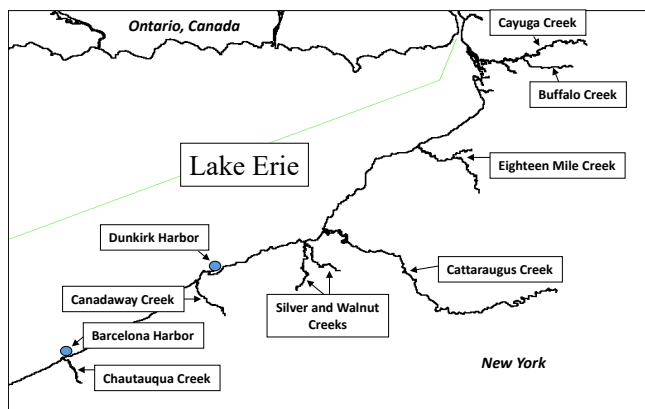 Ontario, Canada
Cayuga Creek
Buffalo Creek
Lake Erie
Eighteen Mile Creek
Dunkirk Harbor
Cattaraugus Creek
Canadaway Creek
Silver and Walnut
Creeks
Barcelona Harbor
New York
Chautauqua Creek